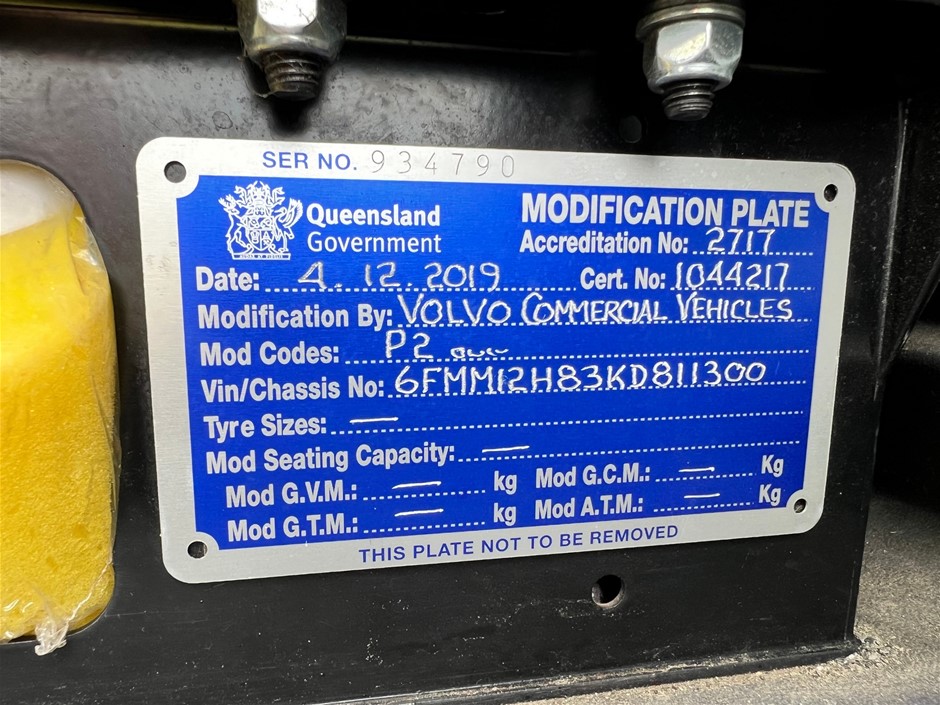 SER NO. 934790
Queensland
Government
MODIFICATION PLATE
Accreditation No: 2717
Date: 4.12.2019 Cert. No: 1044217
Modification By: VOLVO COMMERCIAL VEHICLES
Mod Codes: P2
Vin/Chassis No: 6FMM12H83KD811300
Tyre Sizes: —
Mod Seating Capacity: —
Mod G.V.M.: — kg Mod G.C.M.: — Kg
Mod G.T.M.: — kg Mod A.T.M.: — Kg
THIS PLATE NOT TO BE REMOVED